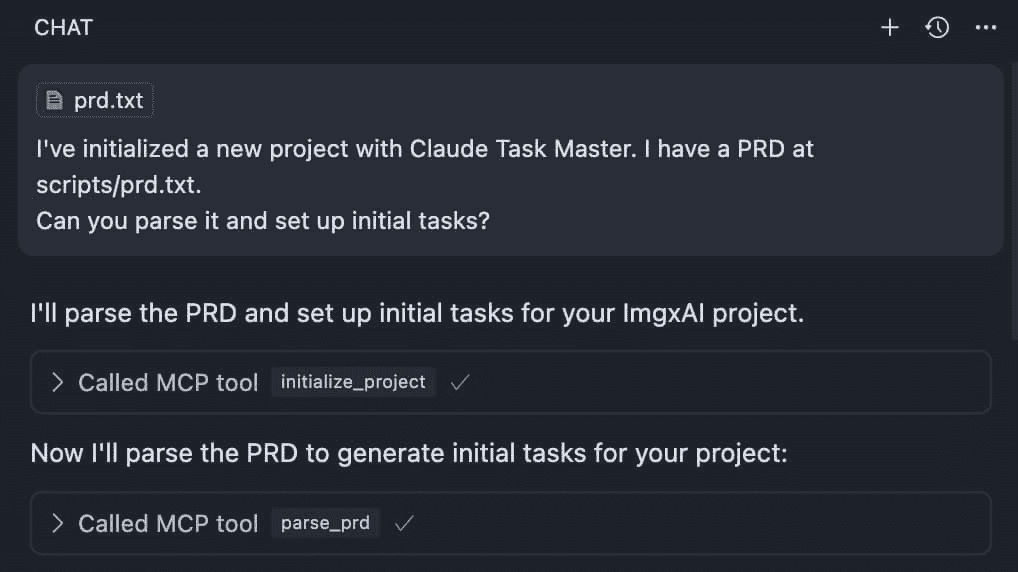 CHAT
prd.txt
I've initialized a new project with Claude Task Master. I have a PRD at
scripts/prd.txt.
Can you parse it and set up initial tasks?
I'll parse the PRD and set up initial tasks for your ImgxAI project.
Called MCP tool initialize_project
Now I'll parse the PRD to generate initial tasks for your project:
Called MCP tool parse_prd